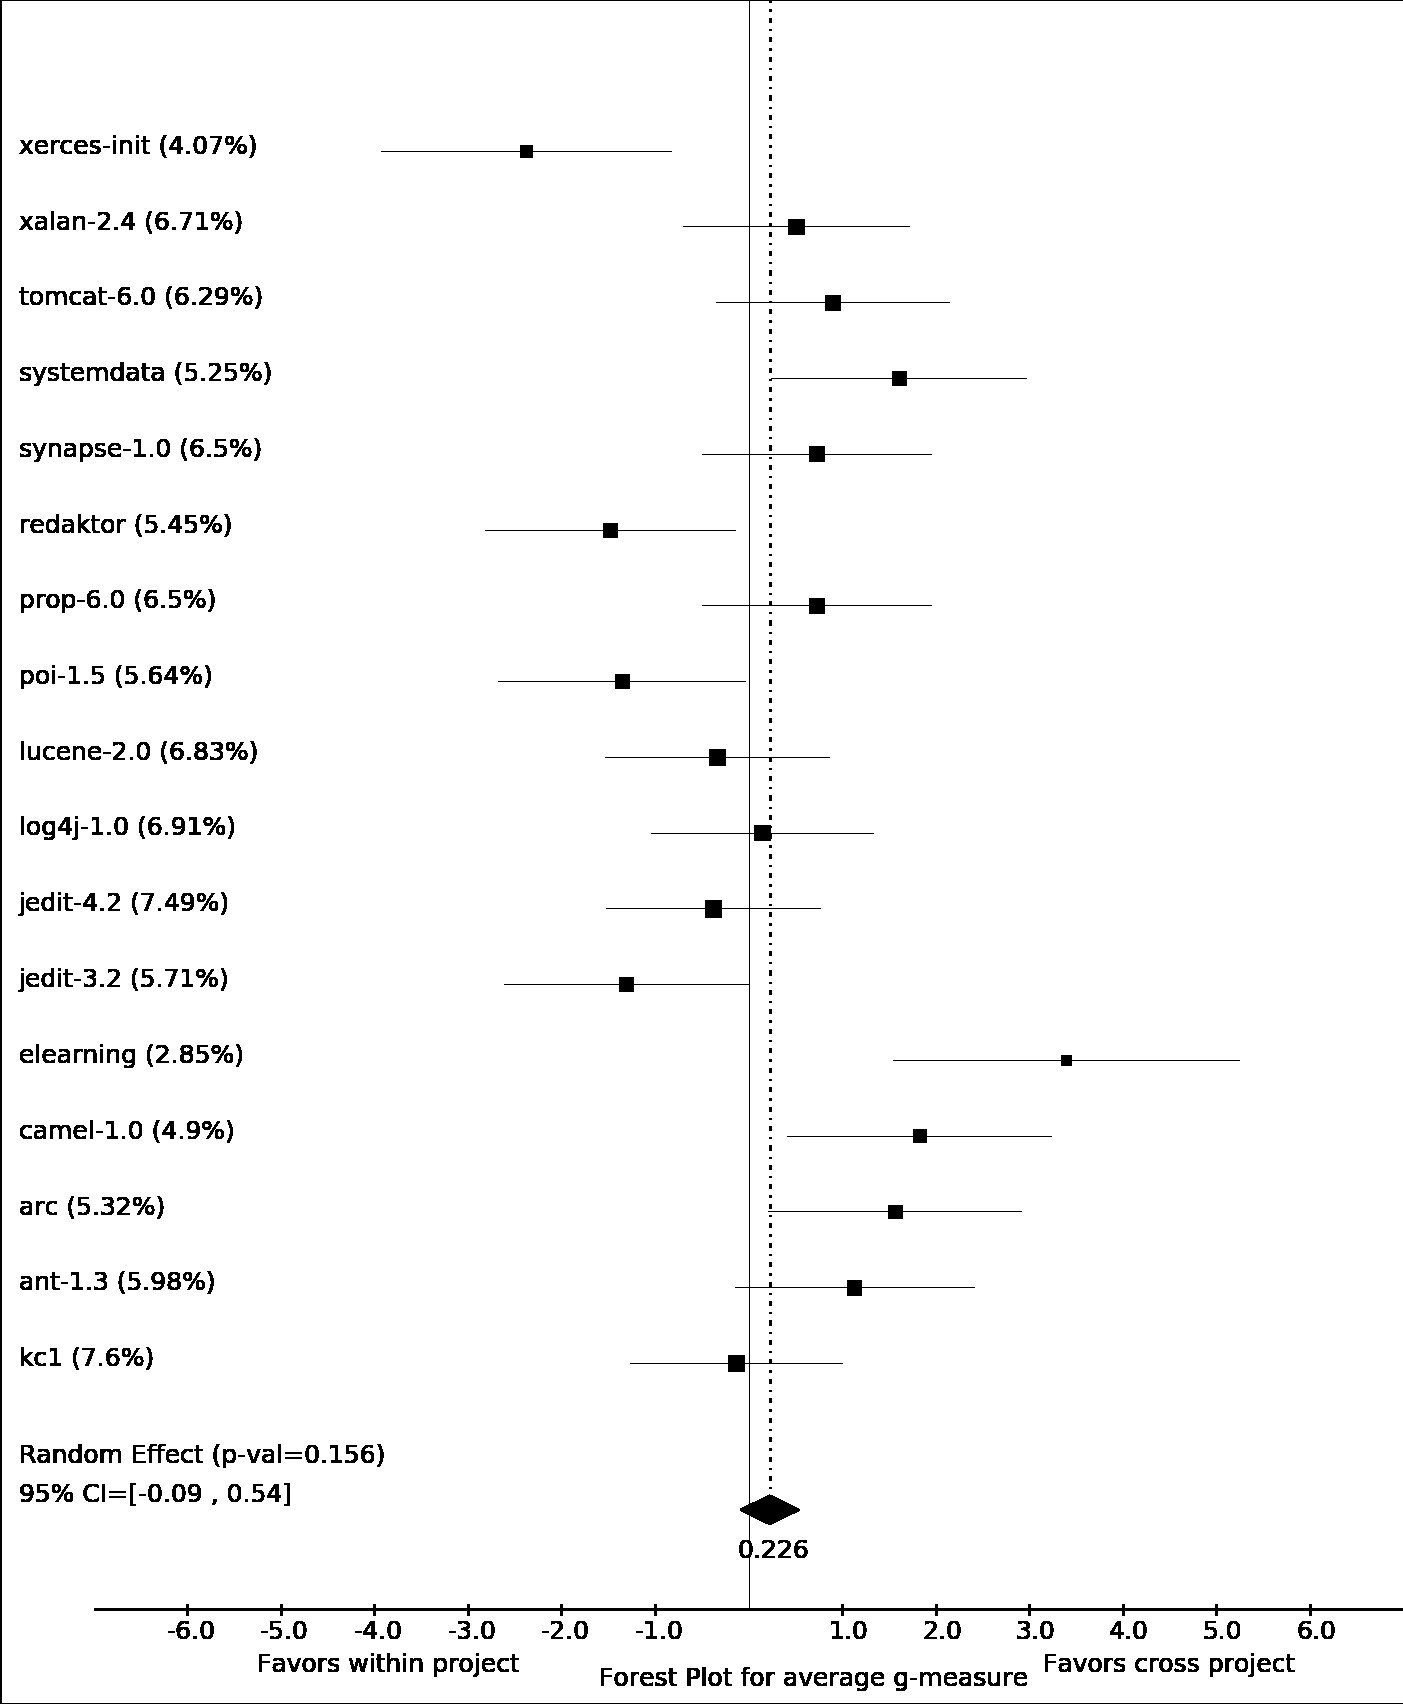 xerces-init (4.07%)
xalan-2.4 (6.71%)
tomcat-6.0 (6.29%)
systemdata (5.25%)
synapse-1.0 (6.5%)
redaktor (5.45%)
prop-6.0 (6.5%)
poi-1.5 (5.64%)
lucene-2.0 (6.83%)
log4j-1.0 (6.91%)
jedit-4.2 (7.49%)
jedit-3.2 (5.71%)
elearning (2.85%)
camel-1.0 (4.9%)
arc (5.32%)
ant-1.3 (5.98%)
kc1 (7.6%)
Random Effect (p-val=0.156)
95% CI=[-0.09 , 0.54]
0.226
-6.0 -5.0 -4.0 -3.0 -2.0 -1.0 1.0 2.0 3.0 4.0 5.0 6.0
Favors within project Forest Plot for average g-measure Favors cross project